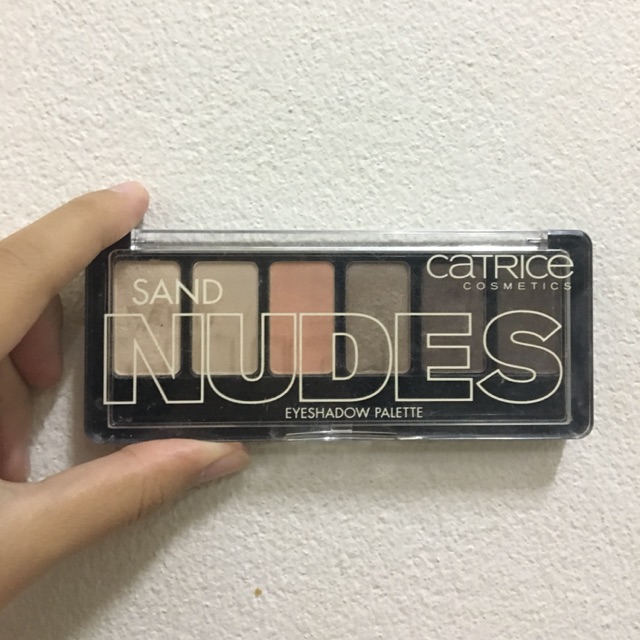 CATRICE
COSMETICS
SAND
NUDES
EYESHADOW PALETTE